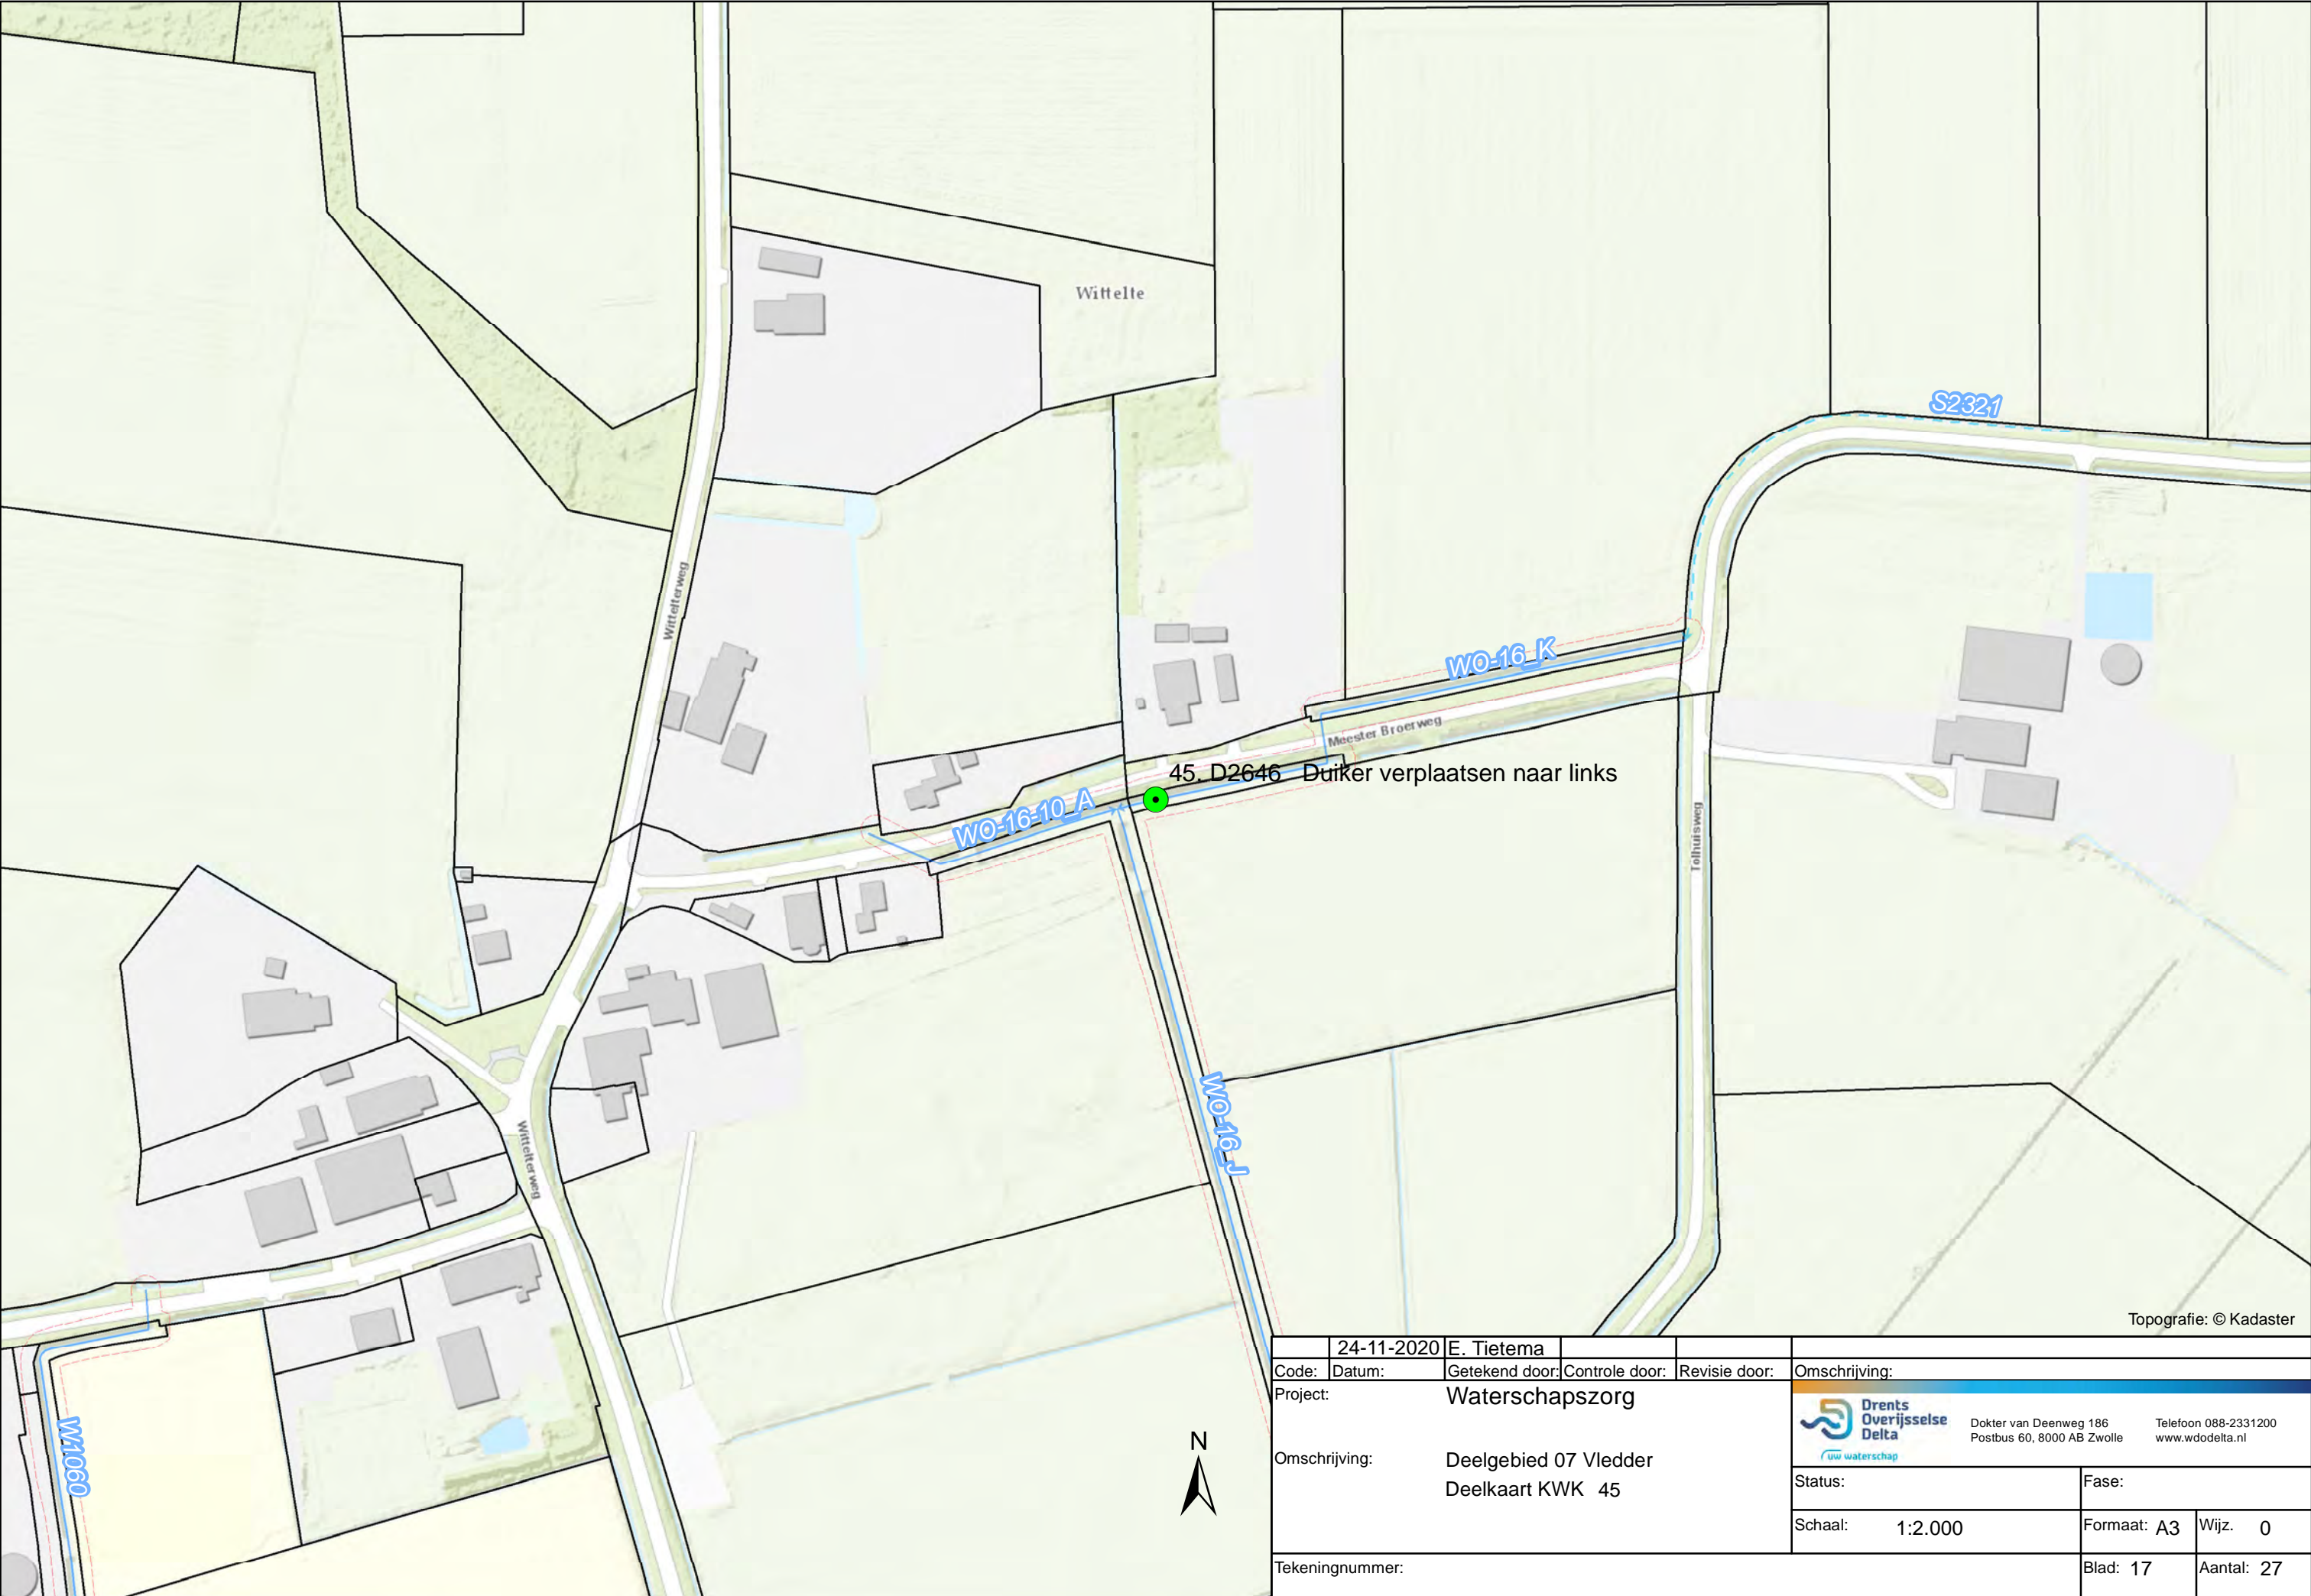 Wittelte
S2321
Wittelterweg
WO-16_K
Meester Broerweg
45. D2646 Duiker verplaatsen naar links
WO-16-10_A
Tolhuisweg
WO-16_J
Wittelterweg
W1060
Topografie: © Kadaster
N
24-11-2020 E. Tietema
Code: Datum: Getekend door: Controle door: Revisie door: Omschrijving:
Project: Waterschapszorg
Drents
Overijsselse
Delta
uw waterschap
Dokter van Deenweg 186
Postbus 60, 8000 AB Zwolle
Telefoon 088-2331200
www.wdodelta.nl
Omschrijving: Deelgebied 07 Vledder
Deelkaart KWK 45
Status: Fase:
Schaal: 1:2.000 Formaat: A3 Wijz. 0
Tekeningnummer: Blad: 17 Aantal: 27